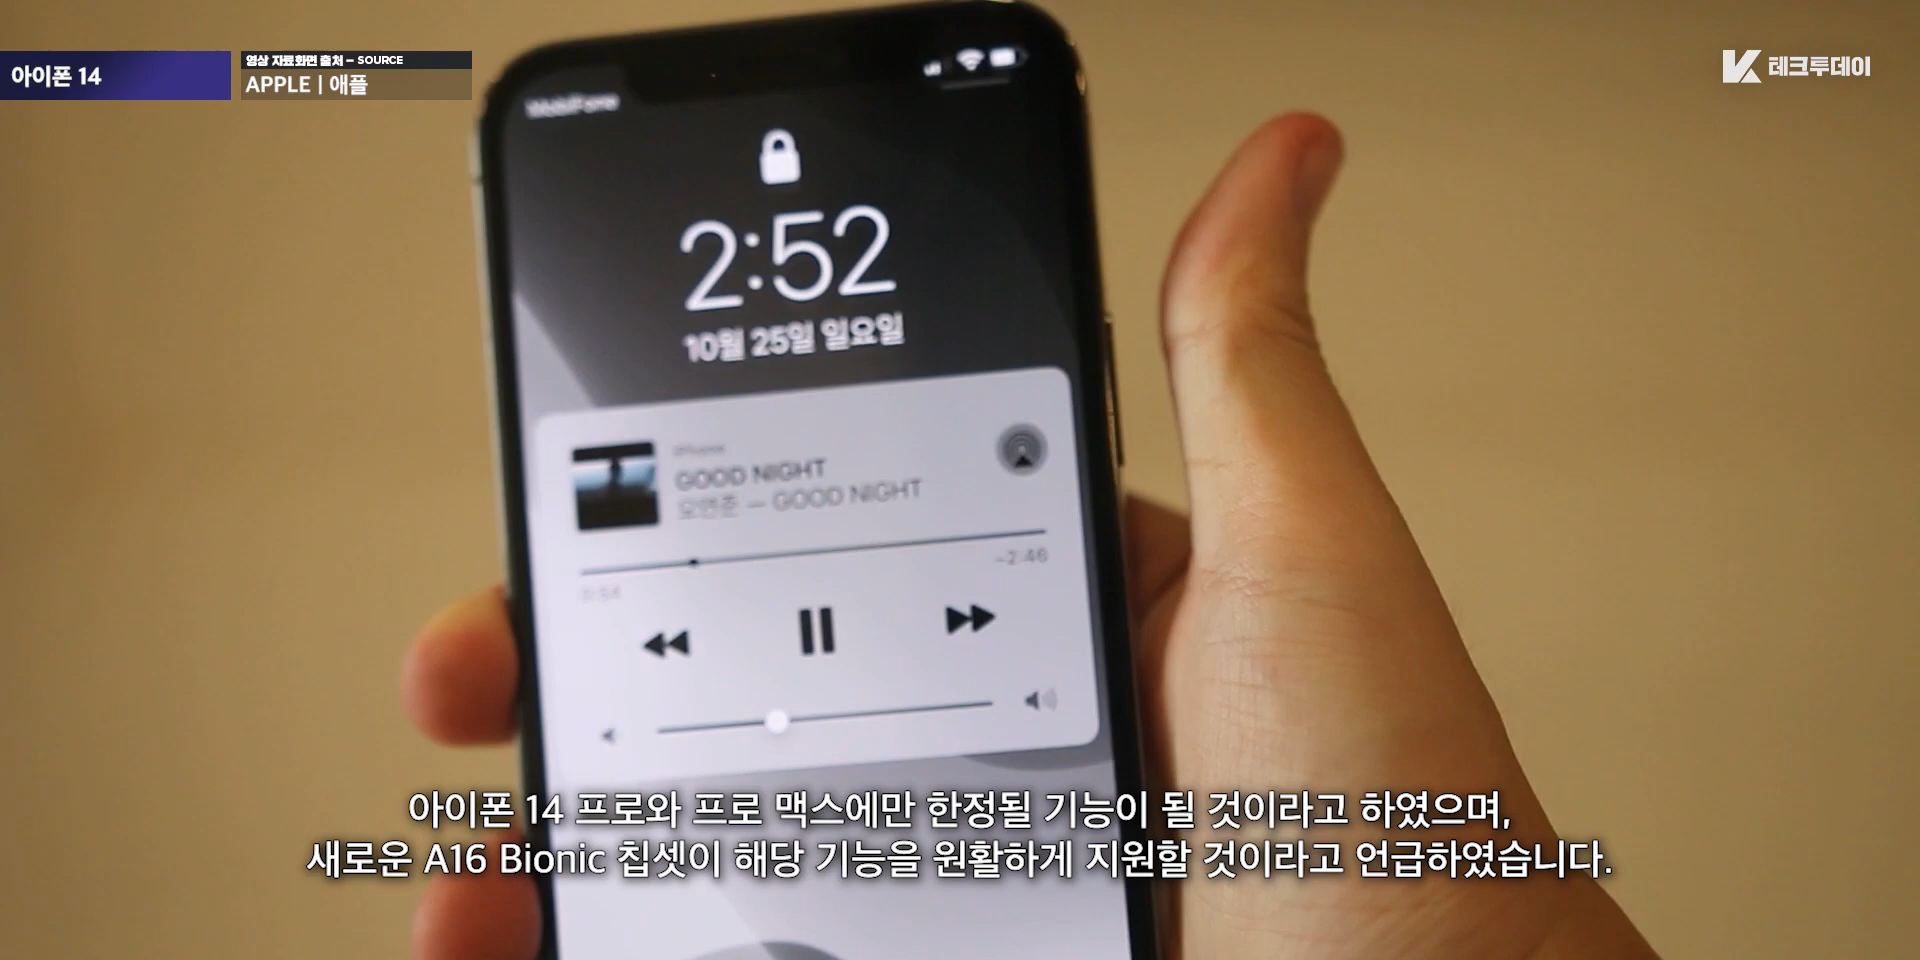 아이폰 14
영상 자료화면 출처 – SOURCE
APPLE | 애플
테크투데이
MobiFone
2:52
10월 25일 일요일
iPhone
GOOD NIGHT
오연준 — GOOD NIGHT
0:54
-2:46
아이폰 14 프로와 프로 맥스에만 한정될 기능이 될 것이라고 하였으며,
새로운 A16 Bionic 칩셋이 해당 기능을 원활하게 지원할 것이라고 언급하였습니다.